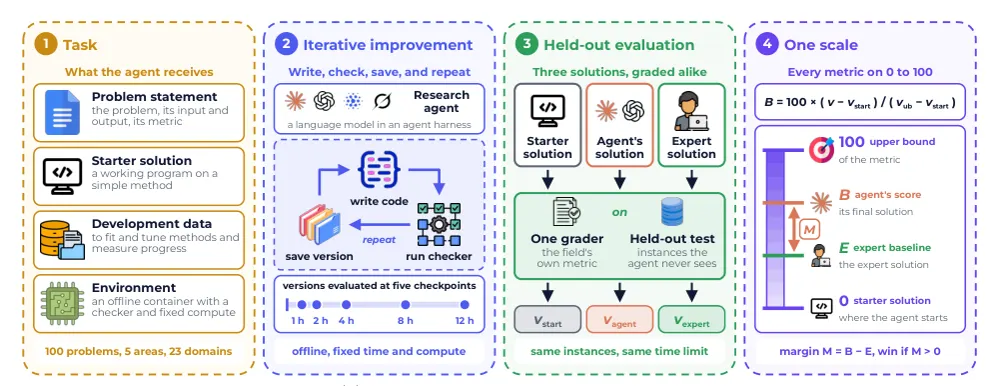 1 Task
What the agent receives
Problem statement
the problem, its input and
output, its metric
Starter solution
a working program on a
simple method
Development data
to fit and tune methods and
measure progress
Environment
an offline container with a
checker and fixed compute
100 problems, 5 areas, 23 domains
2 Iterative improvement
Write, check, save, and repeat
Research
agent
a language model in an agent harness
write code
repeat
save version
run checker
versions evaluated at five checkpoints
1 h 2 h 4 h 8 h 12 h
offline, fixed time and compute
3 Held-out evaluation
Three solutions, graded alike
Starter
solution
Agent's
solution
Expert
solution
One grader
the field's
own metric
on
Held-out test
instances the
agent never sees
v start
v agent
v expert
same instances, same time limit
4 One scale
Every metric on 0 to 100
B = 100 × ( v − v start ) / ( v ub − v start )
100 upper bound
of the metric
B agent's score
its final solution
M
E expert baseline
the expert solution
0 starter solution
where the agent starts
margin M = B − E, win if M > 0